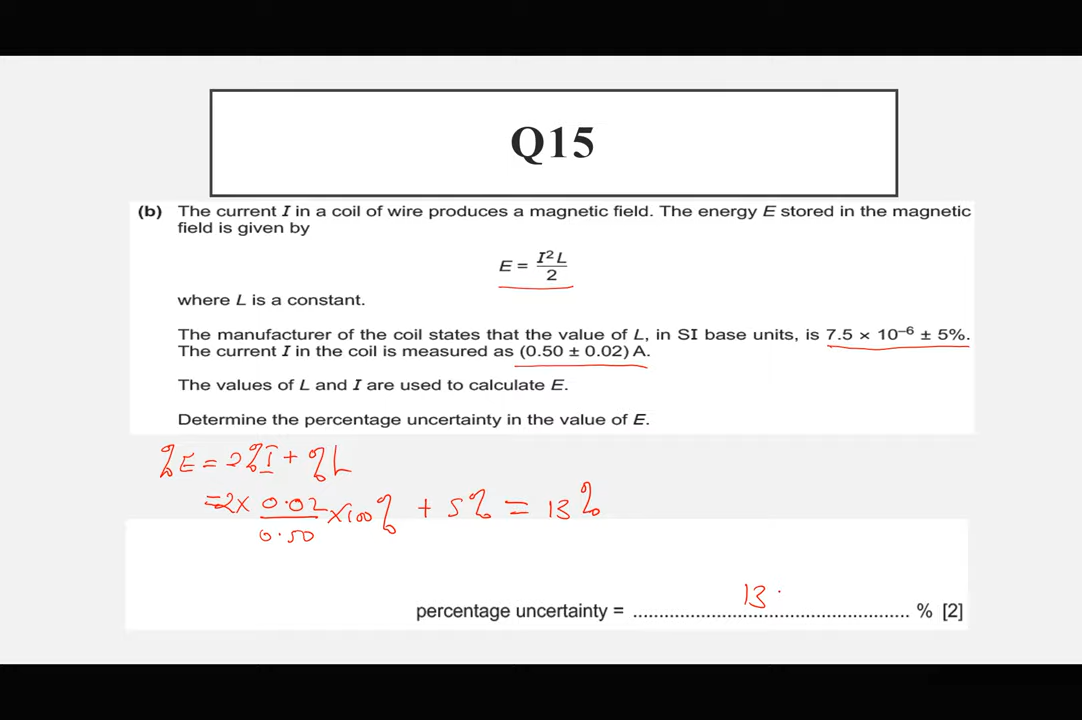 Q15
(b) The current I in a coil of wire produces a magnetic field. The energy E stored in the magnetic
field is given by
E = I²L/2
where L is a constant.
The manufacturer of the coil states that the value of L, in SI base units, is 7.5 × 10⁻⁶ ± 5%.
The current I in the coil is measured as (0.50 ± 0.02) A.
The values of L and I are used to calculate E.
Determine the percentage uncertainty in the value of E.
%E = 2%I + %L
= 2 × 0.02/0.50 × 100% + 5% = 13%
13
percentage uncertainty = ................................................ % [2]